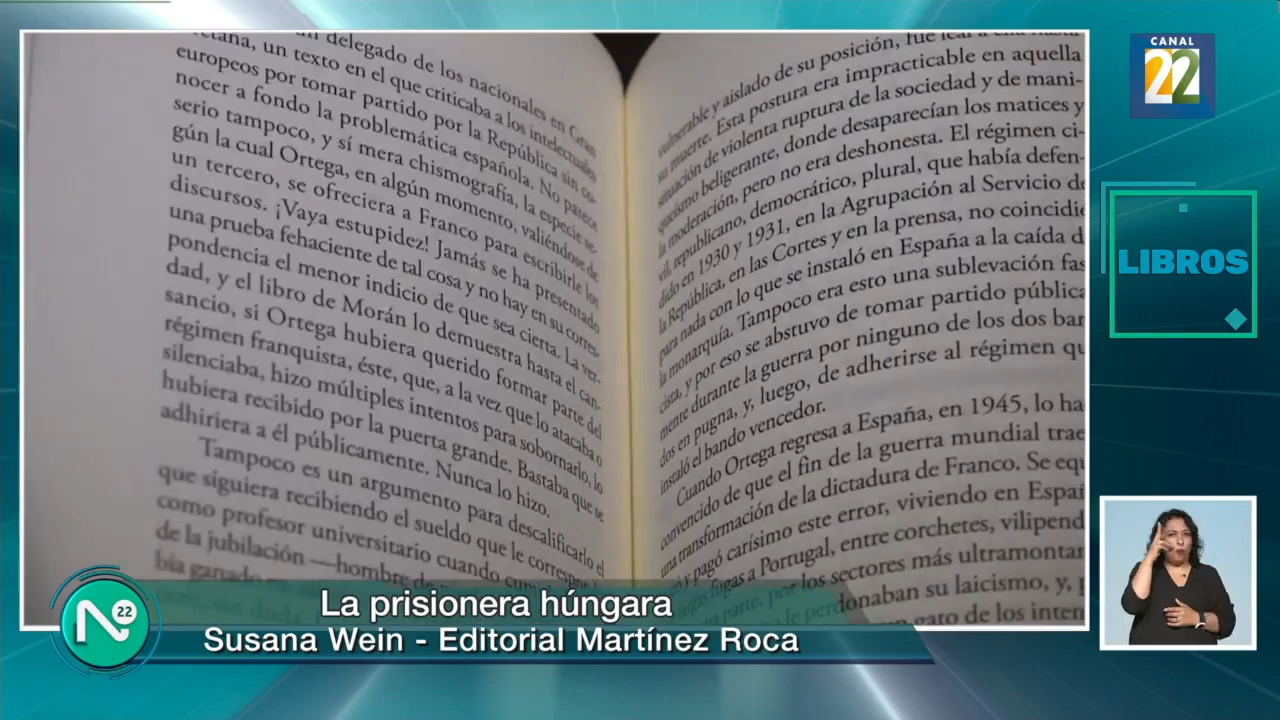 un delegado de los nacionales en Gran
un texto en el que criticaba a los intelectuales
europeos por tomar partido por la República sin co-
nocer a fondo la problemática española. No parece
serio tampoco, y sí mera chismografía, la especie se-
gún la cual Ortega, en algún momento, valiéndose de
un tercero, se ofreciera a Franco para escribirle los
discursos. ¡Vaya estupidez! Jamás se ha presentado
una prueba fehaciente de tal cosa y no hay en su corres-
pondencia el menor indicio de que sea cierta. La ver-
dad, y el libro de Morán lo demuestra hasta el can-
sancio, si Ortega hubiera querido formar parte del
régimen franquista, éste, que, a la vez que lo atacaba o
silenciaba, hizo múltiples intentos para sobornarlo, lo
hubiera recibido por la puerta grande. Bastaba que se
adhiriera a él públicamente. Nunca lo hizo.
Tampoco es un argumento para descalificarlo el
que siguiera recibiendo el sueldo que le
como profesor universitario cuando
de la jubilación —hombre de
bía ganado
vulnerable y aislado de su posición, fue
su muerte. Esta postura era impracticable en aquella
situación de violenta ruptura de la sociedad y de mani-
queísmo beligerante, donde desaparecían los matices y
la moderación, pero no era deshonesta. El régimen ci-
vil, republicano, democrático, plural, que había defen-
dido en 1930 y 1931, en la Agrupación al Servicio de
la República, en las Cortes y en la prensa, no coincidi
para nada con lo que se instaló en España a la caída d
la monarquía. Tampoco era esto una sublevación fas
cista, y por eso se abstuvo de tomar partido pública
mente durante la guerra por ninguno de los dos ban
dos en pugna, y, luego, de adherirse al régimen qu
instaló el bando vencedor.
Cuando Ortega regresa a España, en 1945, lo ha
convencido de que el fin de la guerra mundial trae
una transformación de la dictadura de Franco. Se equ
y pagó carísimo este error, viviendo en Espai
fugas a Portugal, entre corchetes, vilipend
parte, por los sectores más ultramontan
le perdonaban su laicismo, y, p
gato de los inten
CANAL
22
LIBROS
N22
La prisionera húngara
Susana Wein - Editorial Martínez Roca